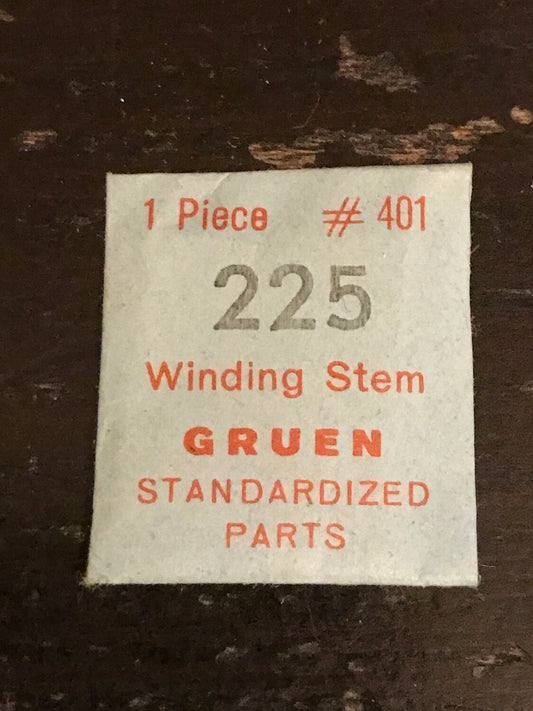 1 Piece # 401
225
Winding Stem
GRUEN
STANDARDIZED
PARTS